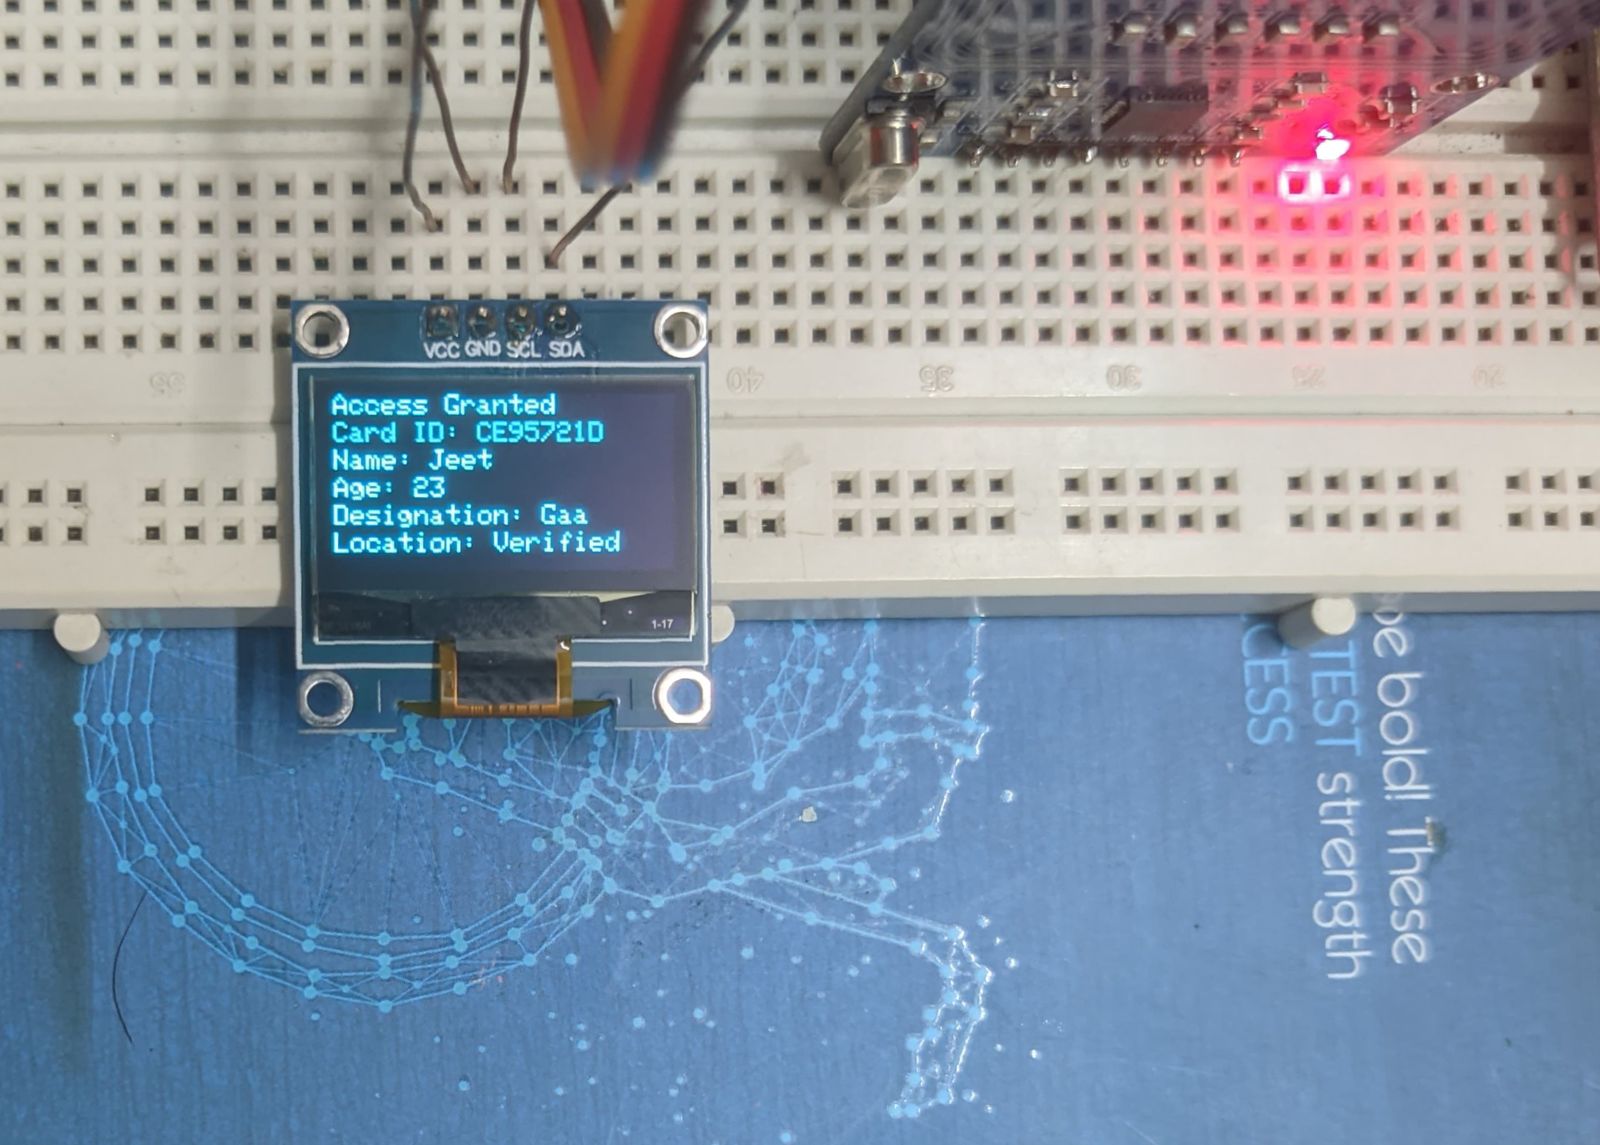 VCC GND SCL SDA
Access Granted
Card ID: CE95721D
Name: Jeet
Age: 23
Designation: Gaa
Location: Verified
1-17
40
35
30
25
20
be bold! These
TEST strength
CESS